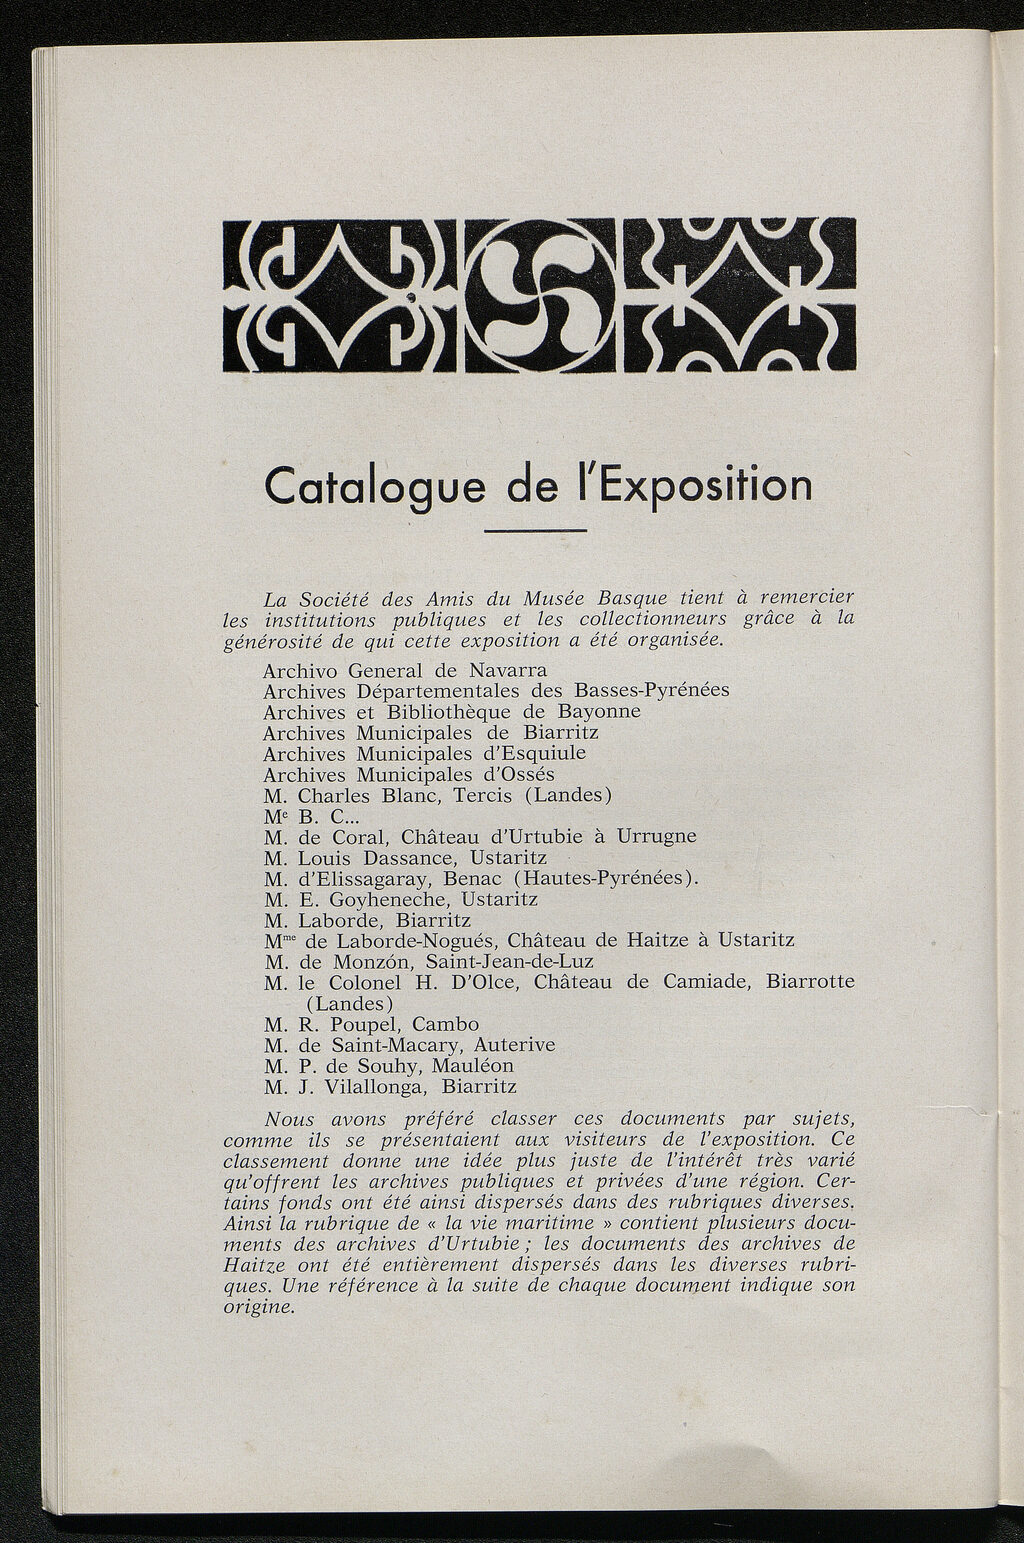 Catalogue de l'Exposition
La Société des Amis du Musée Basque tient à remercier
les institutions publiques et les collectionneurs grâce à la
générosité de qui cette exposition a été organisée.
Archivo General de Navarra
Archives Départementales des Basses-Pyrénées
Archives et Bibliothèque de Bayonne
Archives Municipales de Biarritz
Archives Municipales d'Esquiule
Archives Municipales d'Ossés
M. Charles Blanc, Tercis (Landes)
Mᵉ B. C...
M. de Coral, Château d'Urtubie à Urrugne
M. Louis Dassance, Ustaritz
M. d'Elissagaray, Benac (Hautes-Pyrénées).
M. E. Goyheneche, Ustaritz
M. Laborde, Biarritz
Mᵐᵉ de Laborde-Nogués, Château de Haitze à Ustaritz
M. de Monzón, Saint-Jean-de-Luz
M. le Colonel H. D'Olce, Château de Camiade, Biarrotte
(Landes)
M. R. Poupel, Cambo
M. de Saint-Macary, Auterive
M. P. de Souhy, Mauléon
M. J. Vilallonga, Biarritz
Nous avons préféré classer ces documents par sujets,
comme ils se présentaient aux visiteurs de l'exposition. Ce
classement donne une idée plus juste de l'intérêt très varié
qu'offrent les archives publiques et privées d'une région. Cer-
tains fonds ont été ainsi dispersés dans des rubriques diverses.
Ainsi la rubrique de « la vie maritime » contient plusieurs docu-
ments des archives d'Urtubie ; les documents des archives de
Haitze ont été entièrement dispersés dans les diverses rubri-
ques. Une référence à la suite de chaque document indique son
origine.